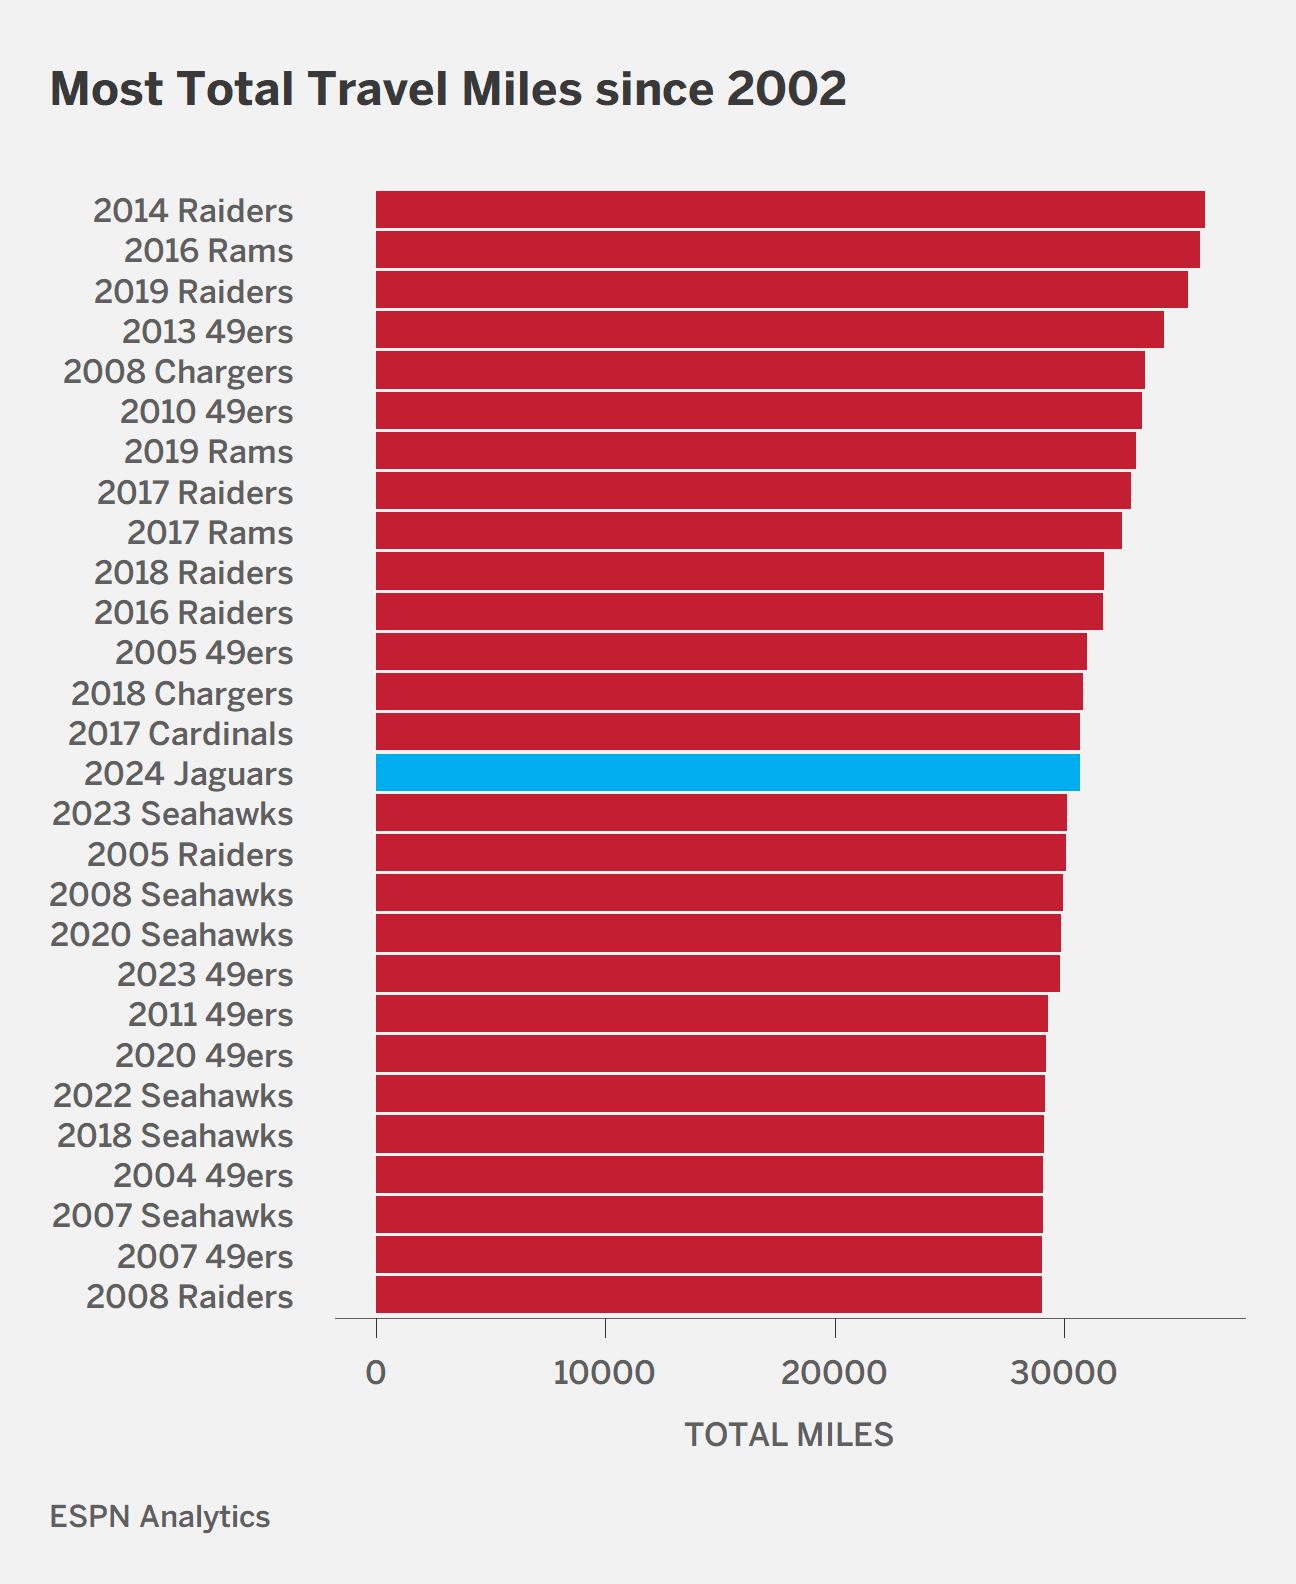 Most Total Travel Miles since 2002
2014 Raiders
2016 Rams
2019 Raiders
2013 49ers
2008 Chargers
2010 49ers
2019 Rams
2017 Raiders
2017 Rams
2018 Raiders
2016 Raiders
2005 49ers
2018 Chargers
2017 Cardinals
2024 Jaguars
2023 Seahawks
2005 Raiders
2008 Seahawks
2020 Seahawks
2023 49ers
2011 49ers
2020 49ers
2022 Seahawks
2018 Seahawks
2004 49ers
2007 Seahawks
2007 49ers
2008 Raiders
0 10000 20000 30000
TOTAL MILES
ESPN Analytics